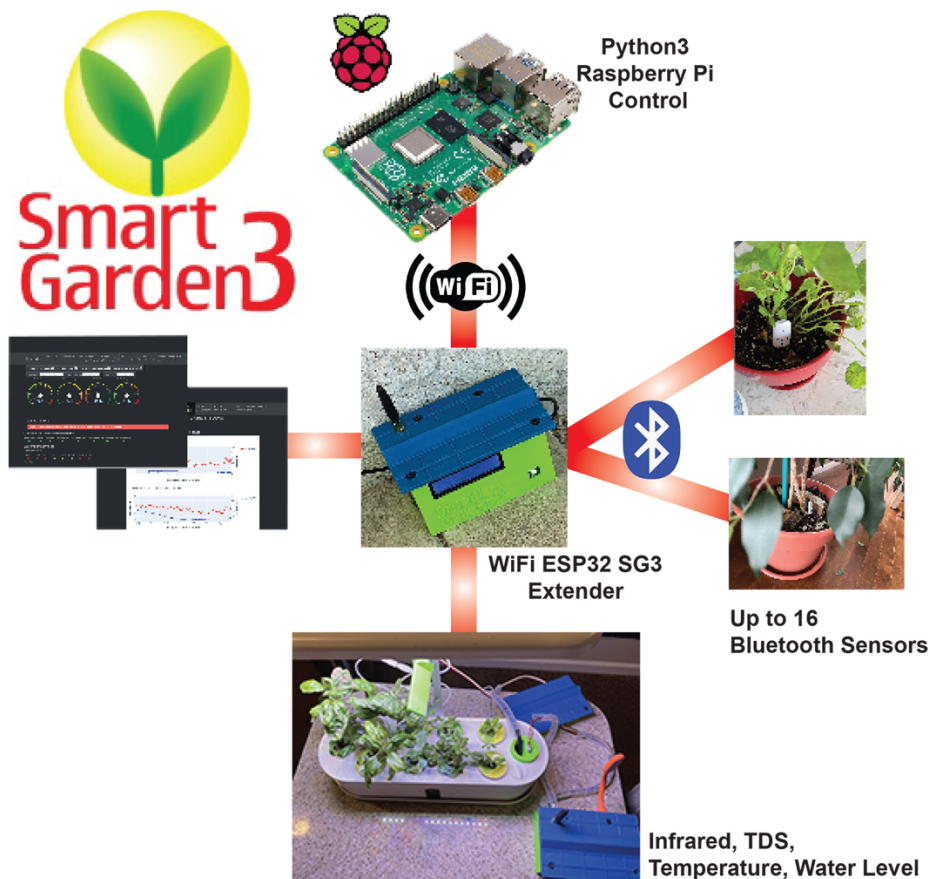 Python3
Raspberry Pi
Control
Smart
Garden3
WiFi
WiFi ESP32 SG3
Extender
Up to 16
Bluetooth Sensors
Infrared, TDS,
Temperature, Water Level